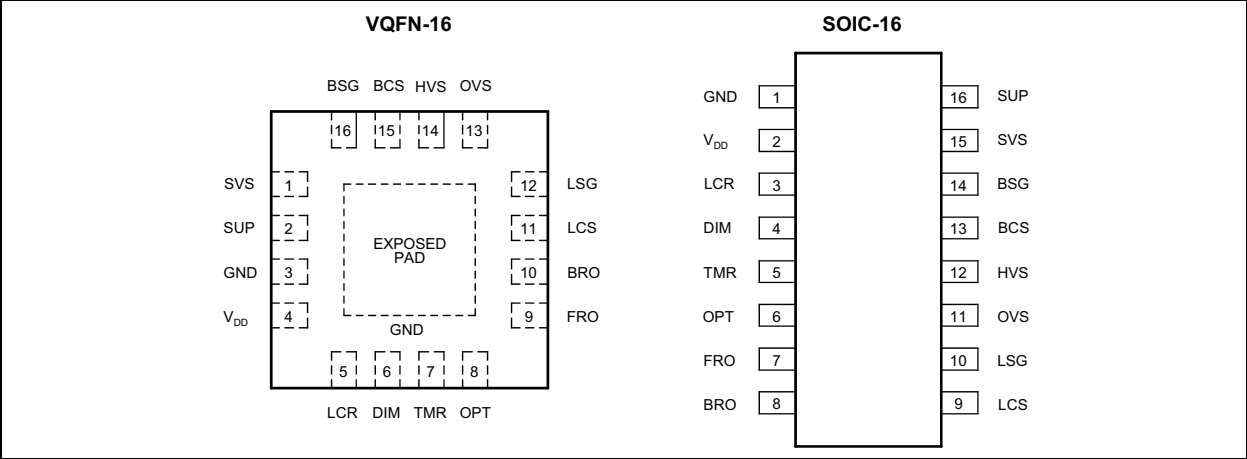 VQFN-16
BSG BCS HVS OVS
16 15 14 13
SVS 1 12 LSG
SUP 2 11 LCS
EXPOSED
PAD
GND 3 10 BRO
VDD 4 9 FRO
GND
5 6 7 8
LCR DIM TMR OPT
SOIC-16
GND 1 16 SUP
VDD 2 15 SVS
LCR 3 14 BSG
DIM 4 13 BCS
TMR 5 12 HVS
OPT 6 11 OVS
FRO 7 10 LSG
BRO 8 9 LCS